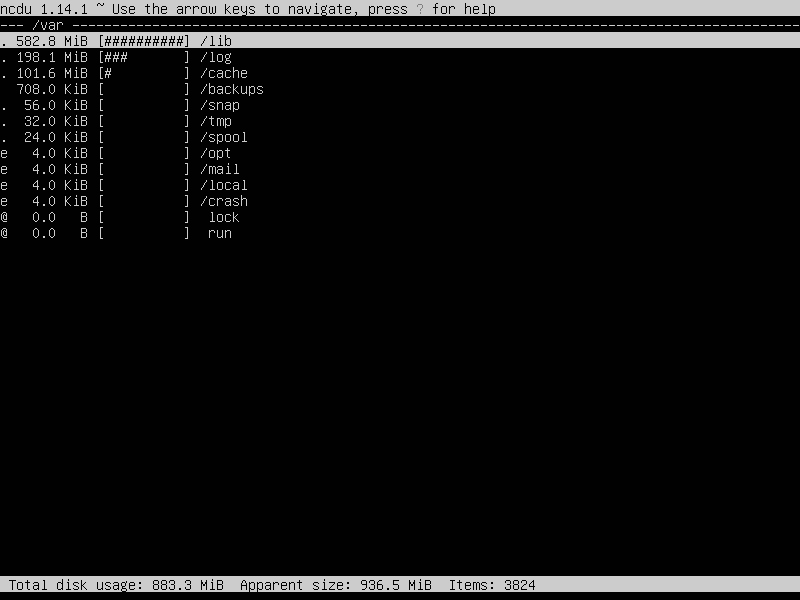 ncdu 1.14.1 ~ Use the arrow keys to navigate, press ? for help
--- /var ----------------------------------------------------------------------------------------
. 582.8 MiB [##########] /lib
. 198.1 MiB [###       ] /log
. 101.6 MiB [#         ] /cache
  708.0 KiB [          ] /backups
.  56.0 KiB [          ] /snap
.  32.0 KiB [          ] /tmp
.  24.0 KiB [          ] /spool
e   4.0 KiB [          ] /opt
e   4.0 KiB [          ] /mail
e   4.0 KiB [          ] /local
e   4.0 KiB [          ] /crash
@   0.0   B [          ]  lock
@   0.0   B [          ]  run
Total disk usage: 883.3 MiB  Apparent size: 936.5 MiB  Items: 3824